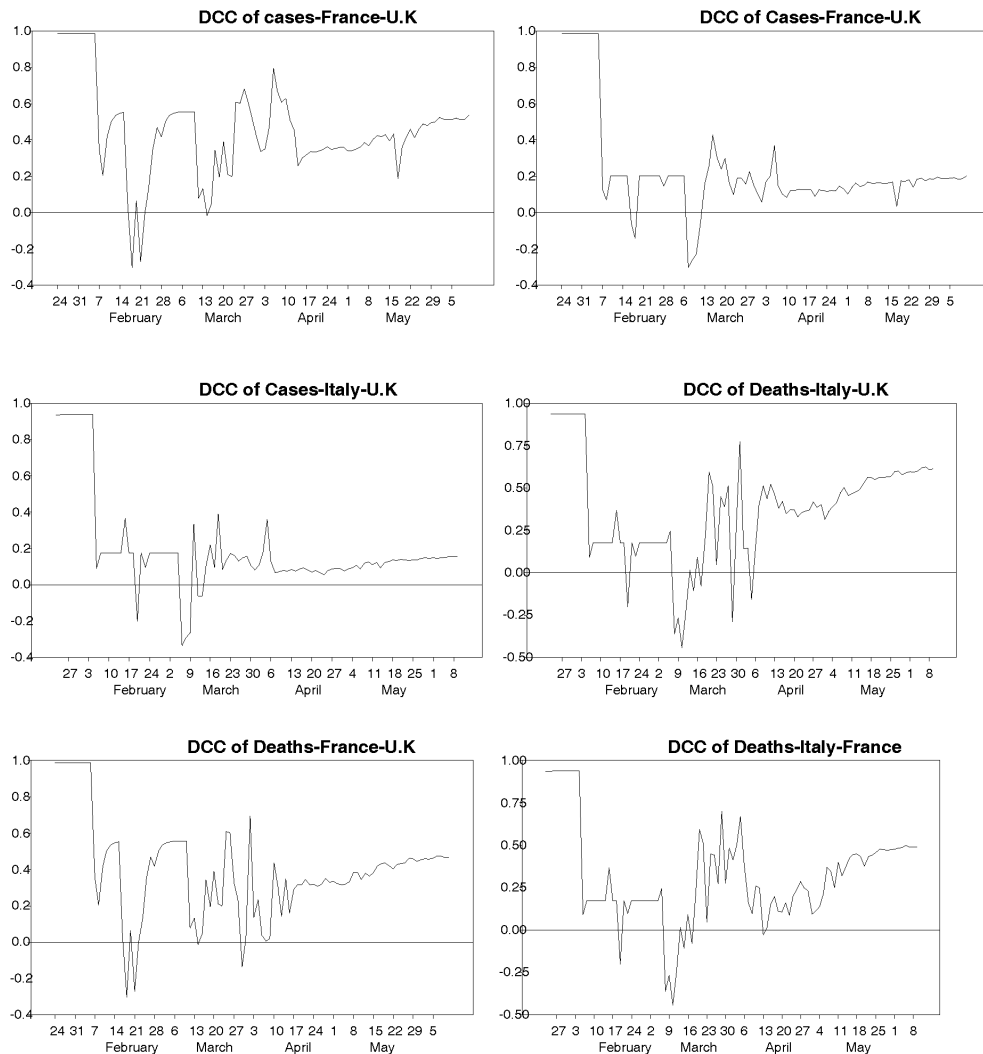 DCC of cases-France-U.K
1.0
0.8
0.6
0.4
0.2
0.0
-0.2
-0.4
24 31 7 14 21 28 6 13 20 27 3 10 17 24 1 8 15 22 29 5
February March April May
DCC of Cases-France-U.K
1.0
0.8
0.6
0.4
0.2
0.0
-0.2
-0.4
24 31 7 14 21 28 6 13 20 27 3 10 17 24 1 8 15 22 29 5
February March April May
DCC of Cases-Italy-U.K
1.0
0.8
0.6
0.4
0.2
0.0
-0.2
-0.4
27 3 10 17 24 2 9 16 23 30 6 13 20 27 4 11 18 25 1 8
February March April May
DCC of Deaths-Italy-U.K
1.00
0.75
0.50
0.25
0.00
-0.25
-0.50
27 3 10 17 24 2 9 16 23 30 6 13 20 27 4 11 18 25 1 8
February March April May
DCC of Deaths-France-U.K
1.0
0.8
0.6
0.4
0.2
0.0
-0.2
-0.4
24 31 7 14 21 28 6 13 20 27 3 10 17 24 1 8 15 22 29 5
February March April May
DCC of Deaths-Italy-France
1.00
0.75
0.50
0.25
0.00
-0.25
-0.50
27 3 10 17 24 2 9 16 23 30 6 13 20 27 4 11 18 25 1 8
February March April May